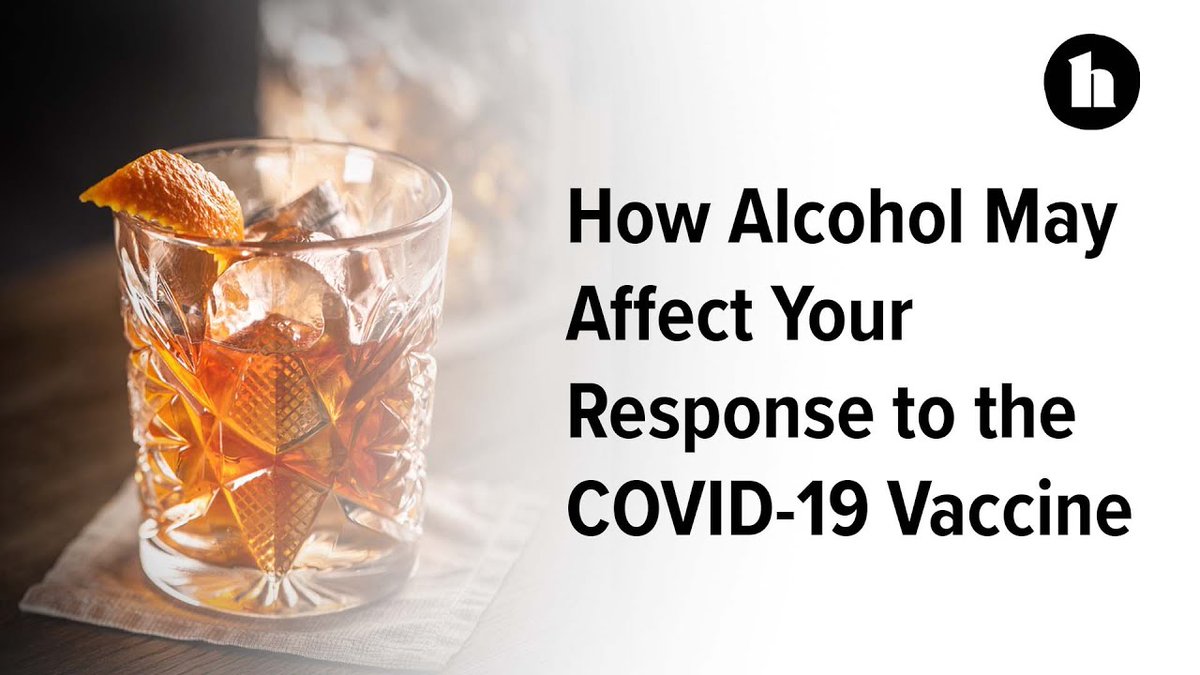 h
How Alcohol May
Affect Your
Response to the
COVID-19 Vaccine